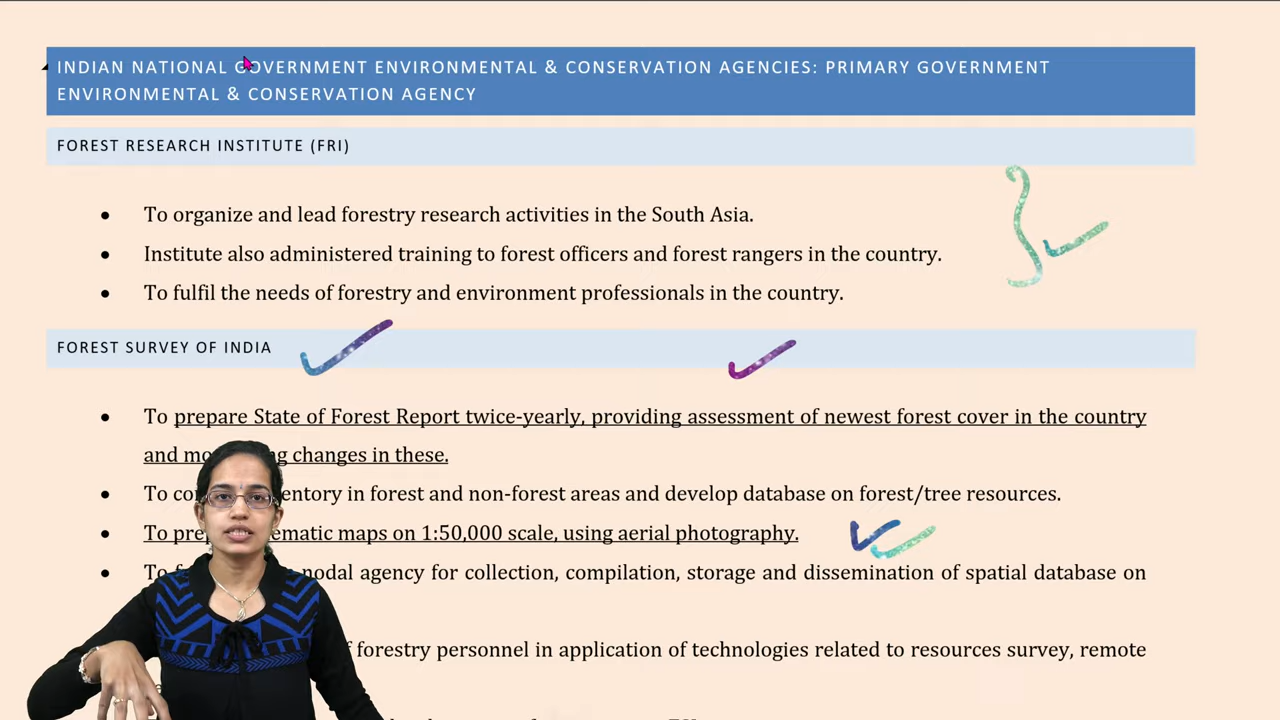 INDIAN NATIONAL GOVERNMENT ENVIRONMENTAL & CONSERVATION AGENCIES: PRIMARY GOVERNMENT
ENVIRONMENTAL & CONSERVATION AGENCY
FOREST RESEARCH INSTITUTE (FRI)
• To organize and lead forestry research activities in the South Asia.
• Institute also administered training to forest officers and forest rangers in the country.
• To fulfil the needs of forestry and environment professionals in the country.
FOREST SURVEY OF INDIA
• To prepare State of Forest Report twice-yearly, providing assessment of newest forest cover in the country
and changes in these.
• To in forest and non-forest areas and develop database on forest/tree resources.
• To maps on 1:50,000 scale, using aerial photography.
• nodal agency for collection, compilation, storage and dissemination of spatial database on
forestry personnel in application of technologies related to resources survey, remote